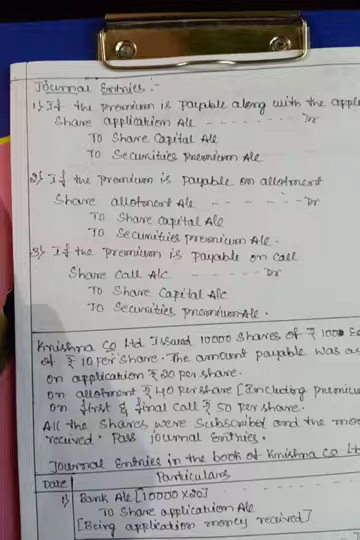 Journal Entries :-
1) If the premium is payable along with the appl
Share application A/c - - - - - - - Dr
To Share Capital A/c
To Securities premium A/c
2) If the premium is payable on allotment
Share allotment A/c - - - - - Dr
To Share capital A/c
To Securities premium A/c.
3) If the premium is payable on call
Share Call A/c - - - - - Dr
To Share Capital A/c
To Securities premium A/c.
Krishna Co Ltd Issued 10000 Shares of ₹ 100 Ea
of ₹ 10 per Share. The amount payable was as
on application ₹ 20 per share.
on allotment ₹ 40 per share [Including premiu
on first & final call ₹ 50 per share.
All the Shares were Subscribed and the mo
received. Pass Journal Entries.
Journal Entries in the book of Krishna Co Ltd
Date Particulars
1) Bank A/c [10000 x 20]
To Share application A/c
[Being application money received]